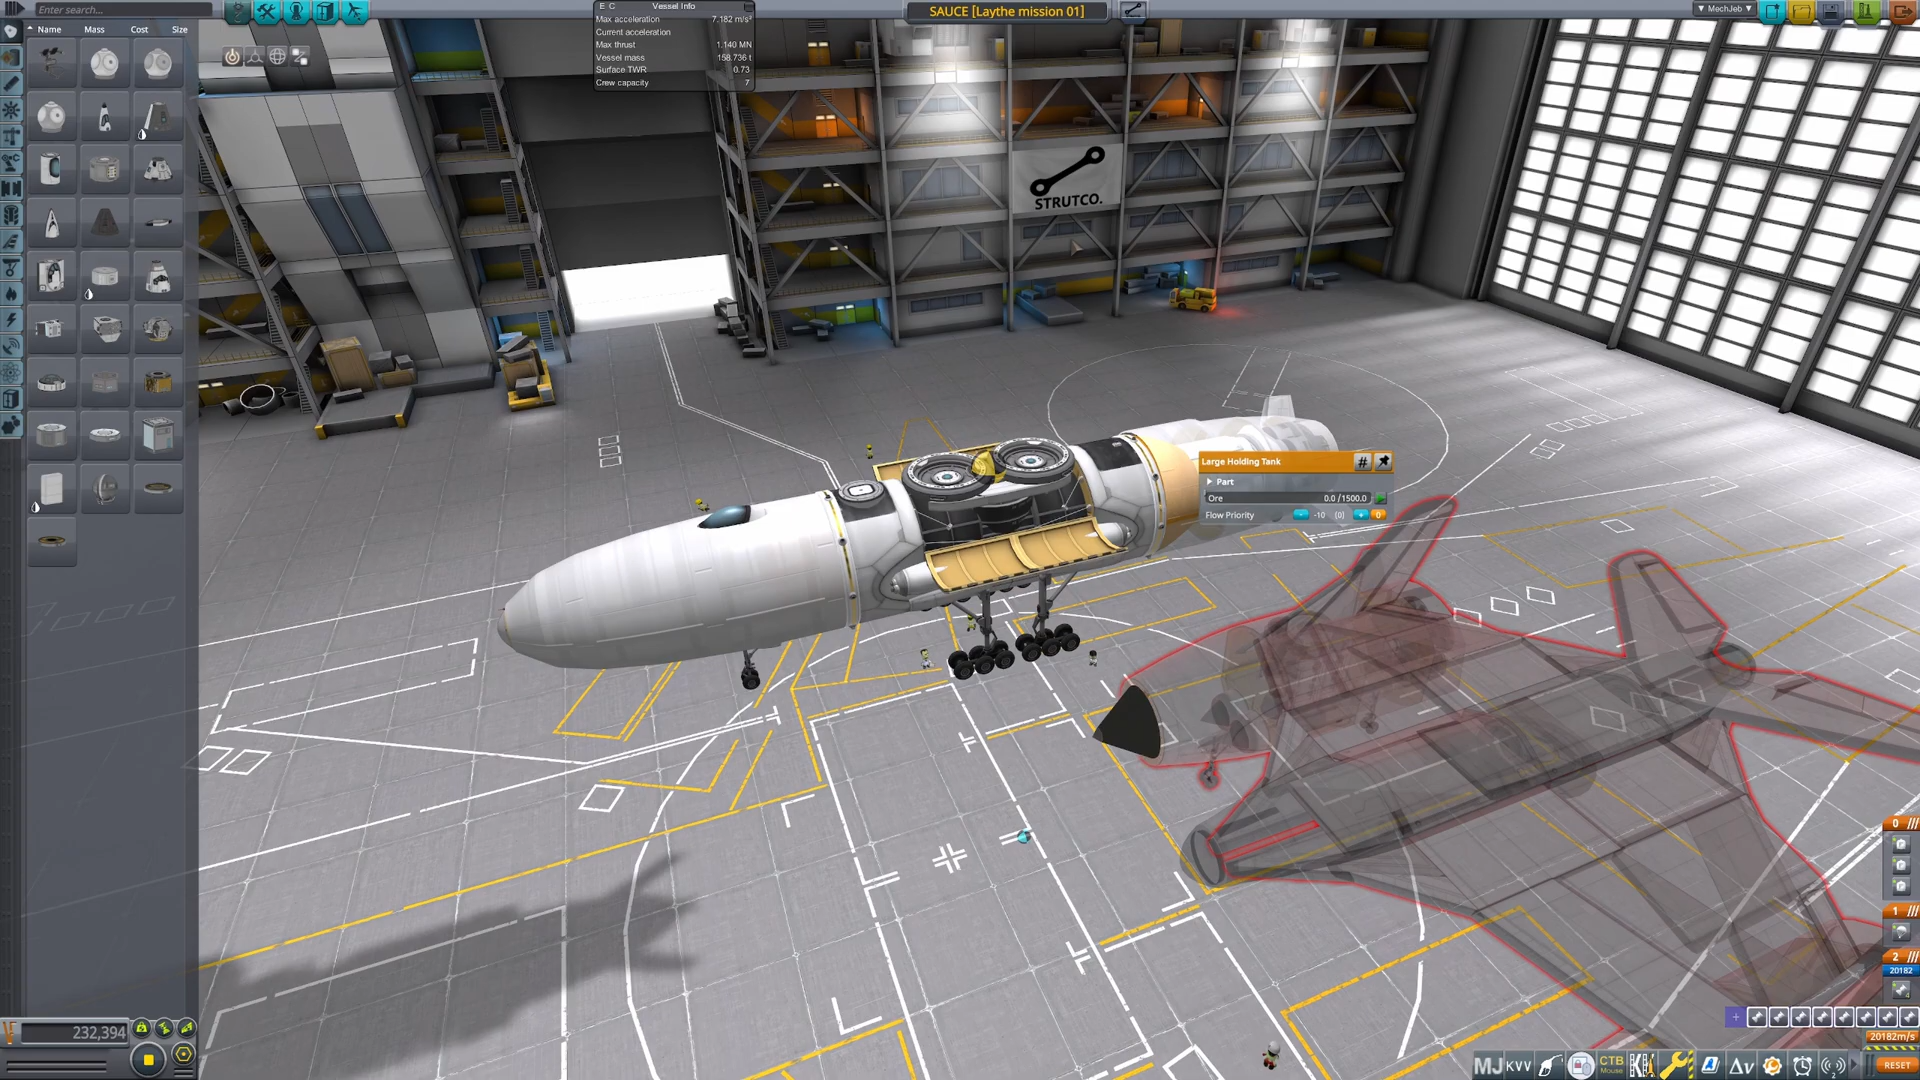 Enter search...
Name Mass Cost Size
E C Vessel Info
Max acceleration 7.182 m/s²
Current acceleration
Max thrust 1.140 MN
Vessel mass 158.736 t
Surface TWR 0.73
Crew capacity 7
SAUCE [Laythe mission 01]
▼ MechJeb ▼
STRUTCO.
Large Holding Tank #
Part
Ore 0.0 /1500.0
Flow Priority - -10 (0) + 0
0
1
2
20182
20182m/s
232,394
MJ KVV CTB Mouse Δv RESET